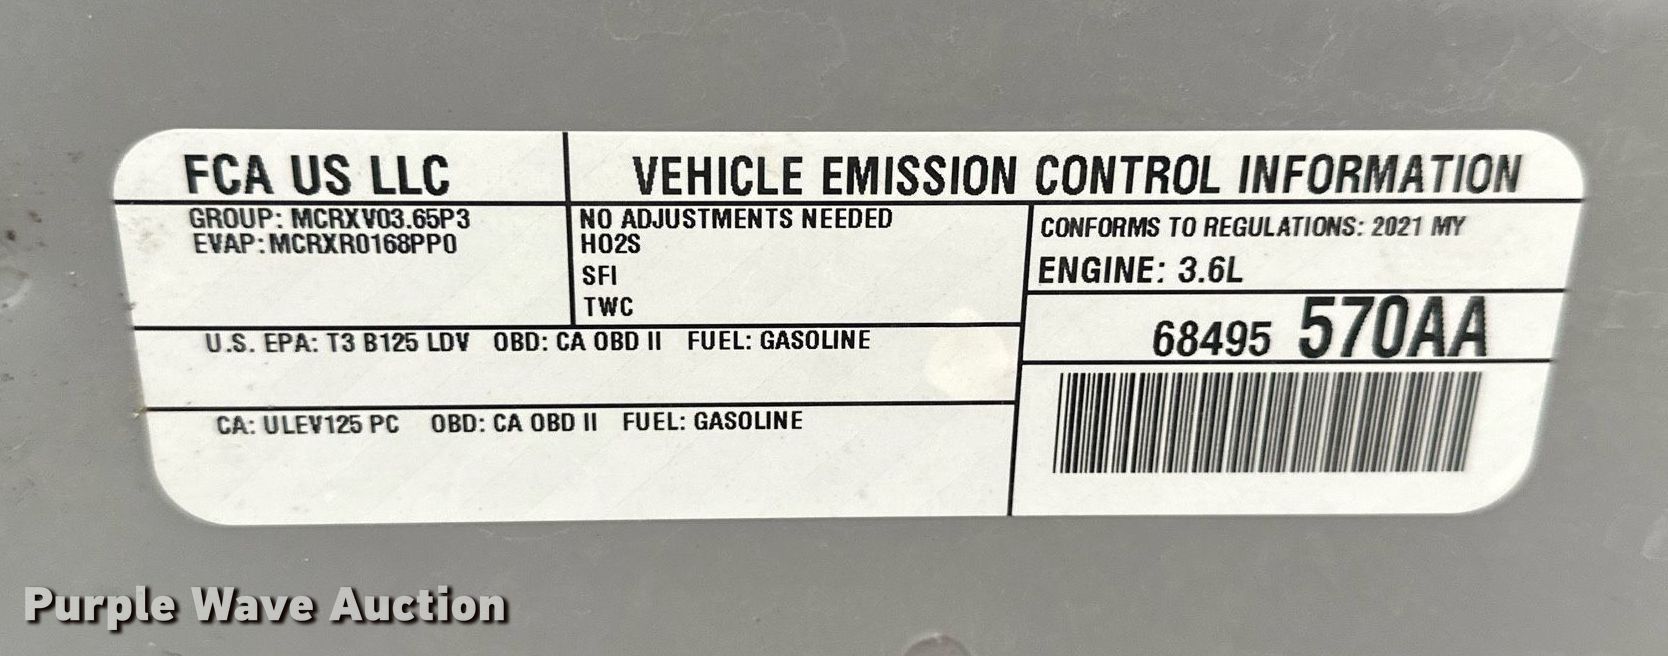 FCA US LLC
VEHICLE EMISSION CONTROL INFORMATION
GROUP: MCRXV03.65P3
EVAP: MCRXR0168PP0
NO ADJUSTMENTS NEEDED
HO2S
SFI
TWC
CONFORMS TO REGULATIONS: 2021 MY
ENGINE: 3.6L
68495 570AA
U.S. EPA: T3 B125 LDV OBD: CA OBD II FUEL: GASOLINE
CA: ULEV125 PC OBD: CA OBD II FUEL: GASOLINE
Purple Wave Auction